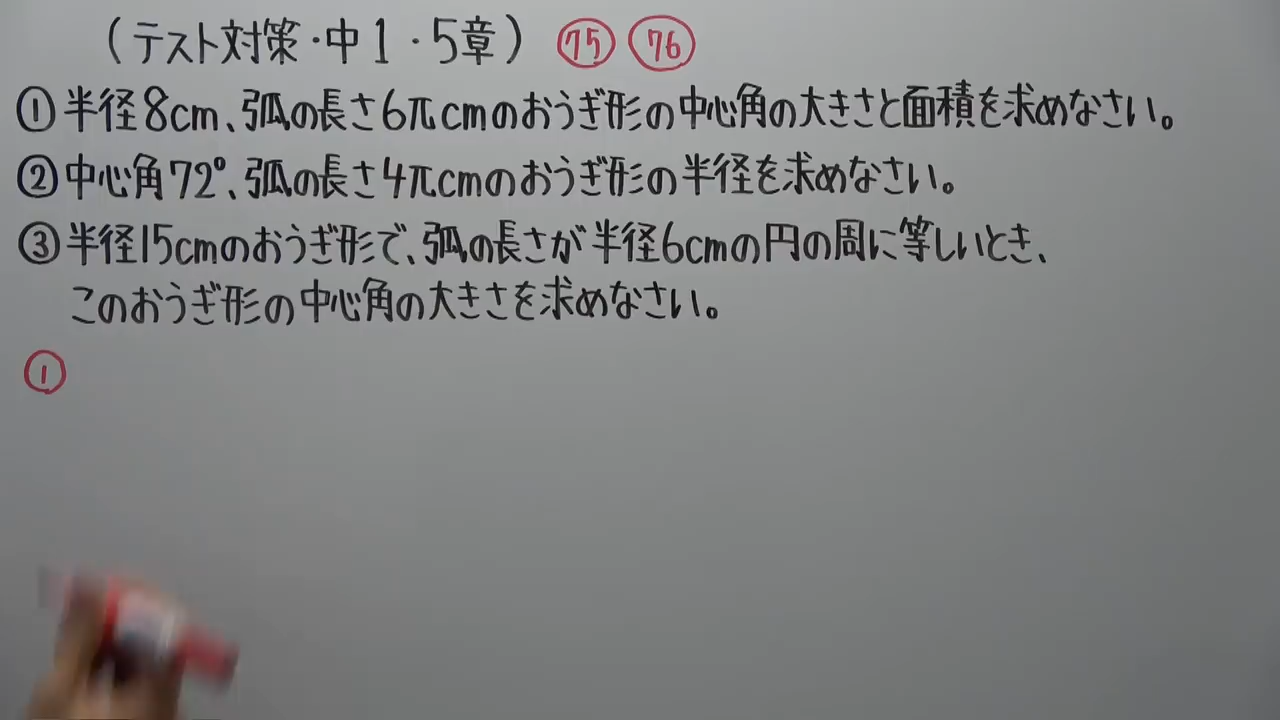 (テスト対策・中1・5章) 75 76
①半径8cm、弧の長さ6πcmのおうぎ形の中心角の大きさと面積を求めなさい。
②中心角72°、弧の長さ4πcmのおうぎ形の半径を求めなさい。
③半径15cmのおうぎ形で、弧の長さが半径6cmの円の周に等しいとき、
このおうぎ形の中心角の大きさを求めなさい。
①